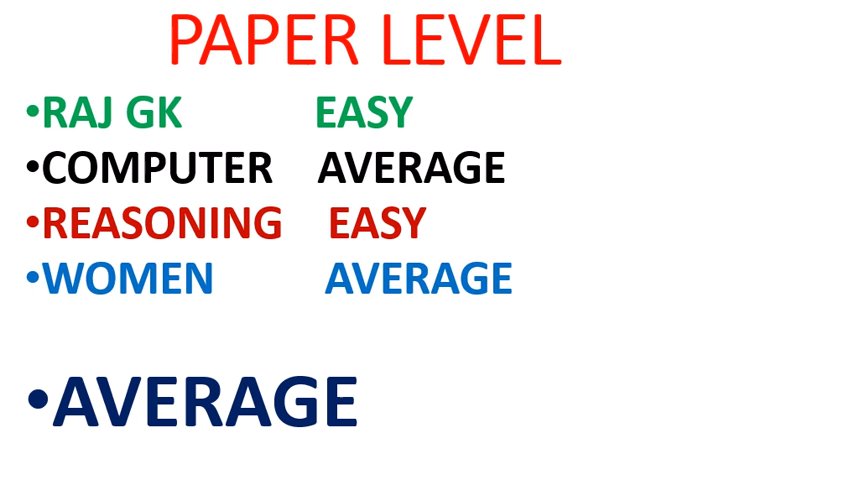 PAPER LEVEL
•RAJ GK EASY
•COMPUTER AVERAGE
•REASONING EASY
•WOMEN AVERAGE
•AVERAGE